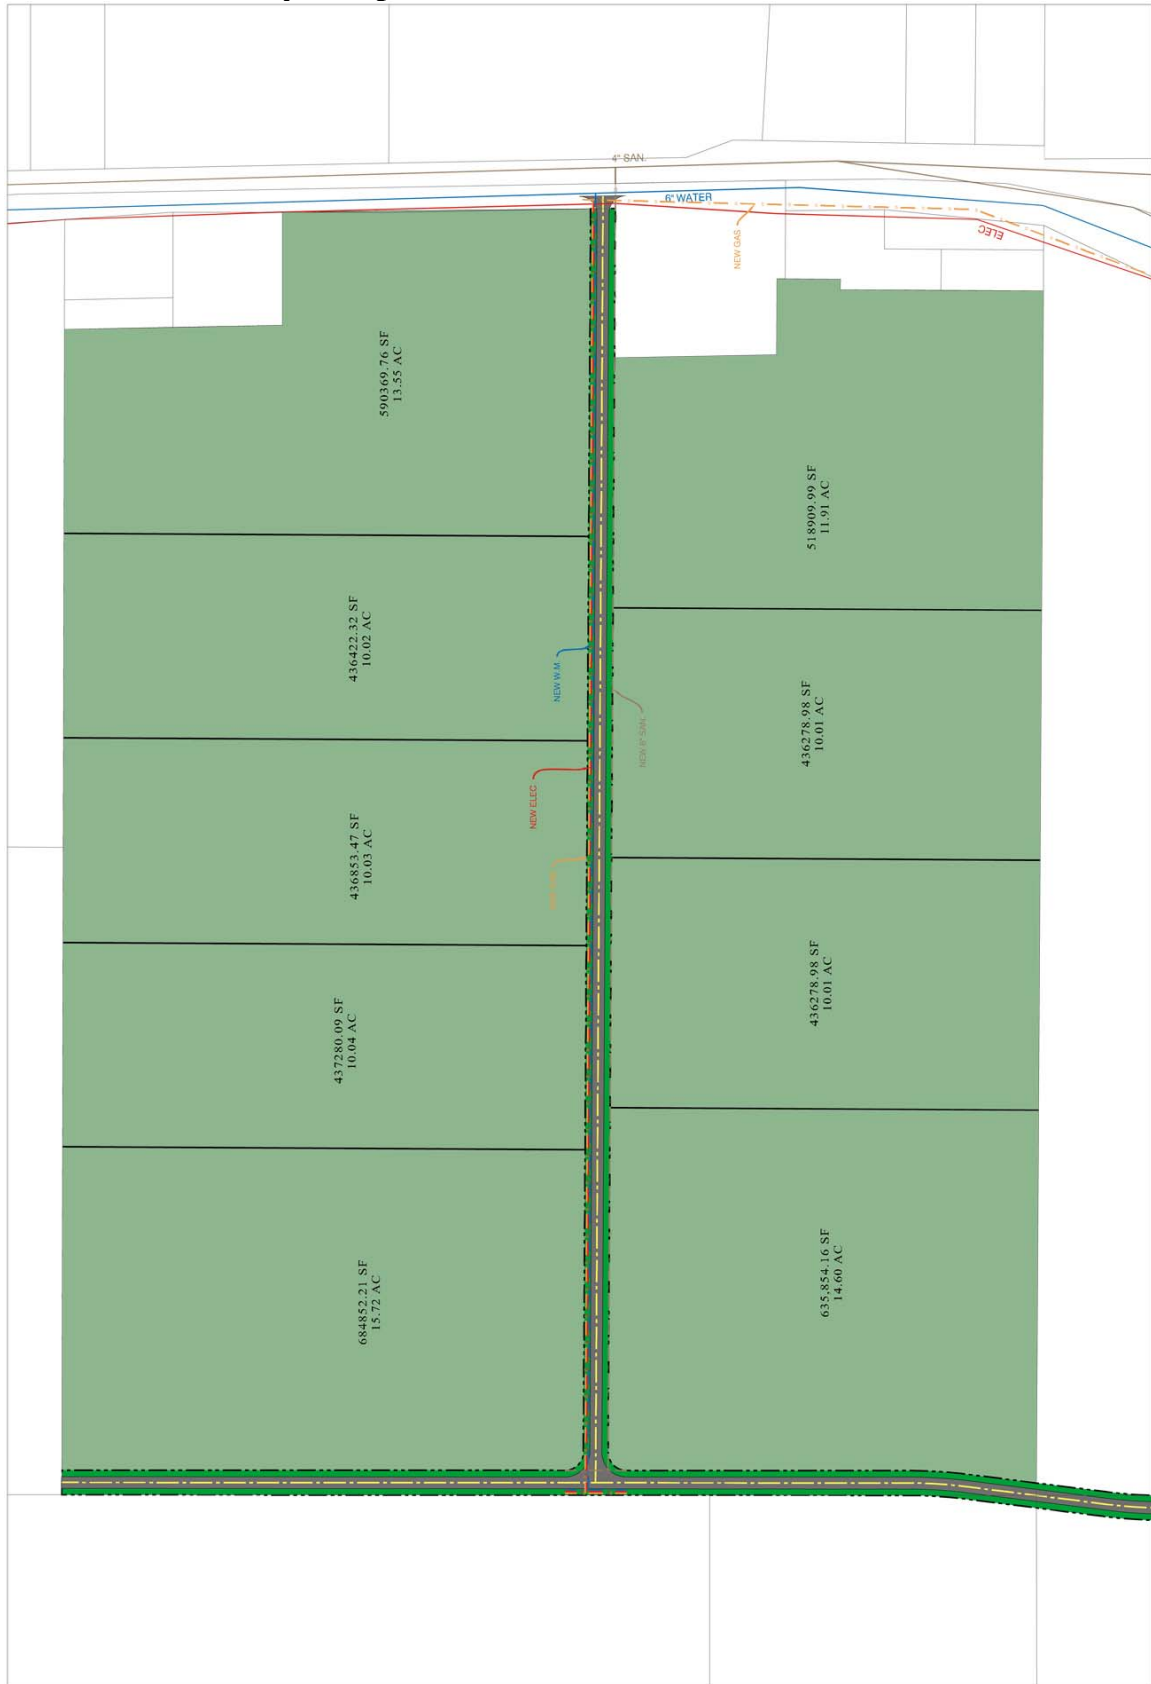 4" SAN.
6" WATER
NEW GAS
ELEC
590369.76 SF
13.55 AC
518909.99 SF
11.91 AC
436422.32 SF
10.02 AC
NEW W.M.
NEW 8" SAN.
436278.98 SF
10.01 AC
NEW ELEC
436853.47 SF
10.03 AC
436278.98 SF
10.01 AC
437280.09 SF
10.04 AC
684852.21 SF
15.72 AC
635,854.16 SF
14.60 AC